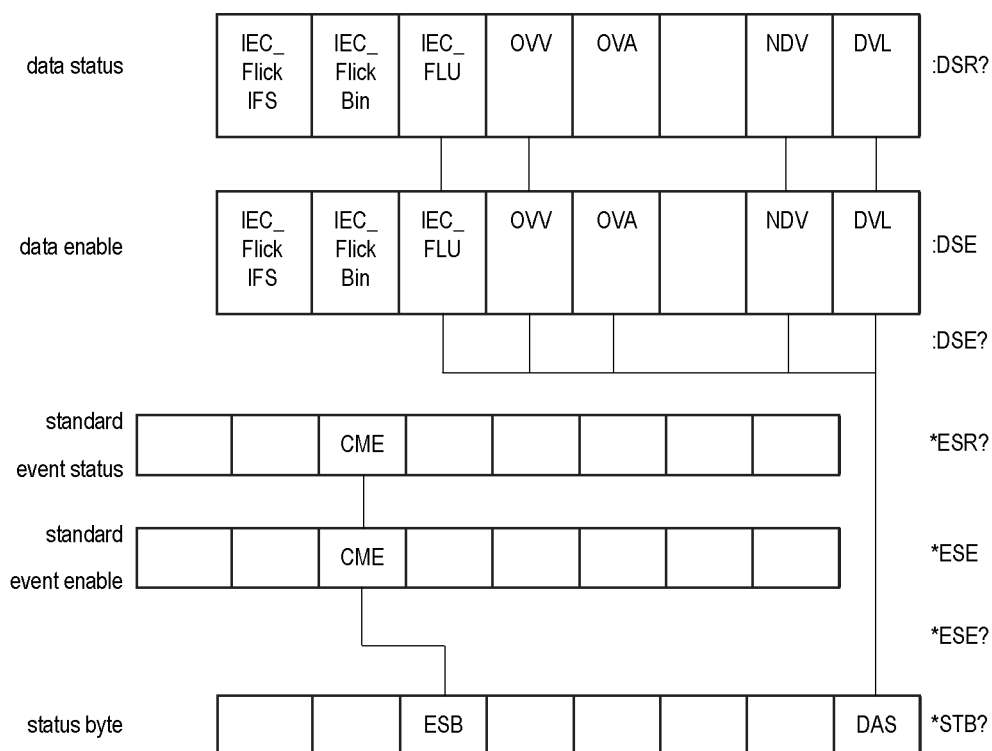 data status
IEC_
Flick
IFS
IEC_
Flick
Bin
IEC_
FLU
OVV
OVA
NDV
DVL
:DSR?
data enable
IEC_
Flick
IFS
IEC_
Flick
Bin
IEC_
FLU
OVV
OVA
NDV
DVL
:DSE
:DSE?
standard
event status
CME
*ESR?
standard
event enable
CME
*ESE
*ESE?
status byte
ESB
DAS
*STB?